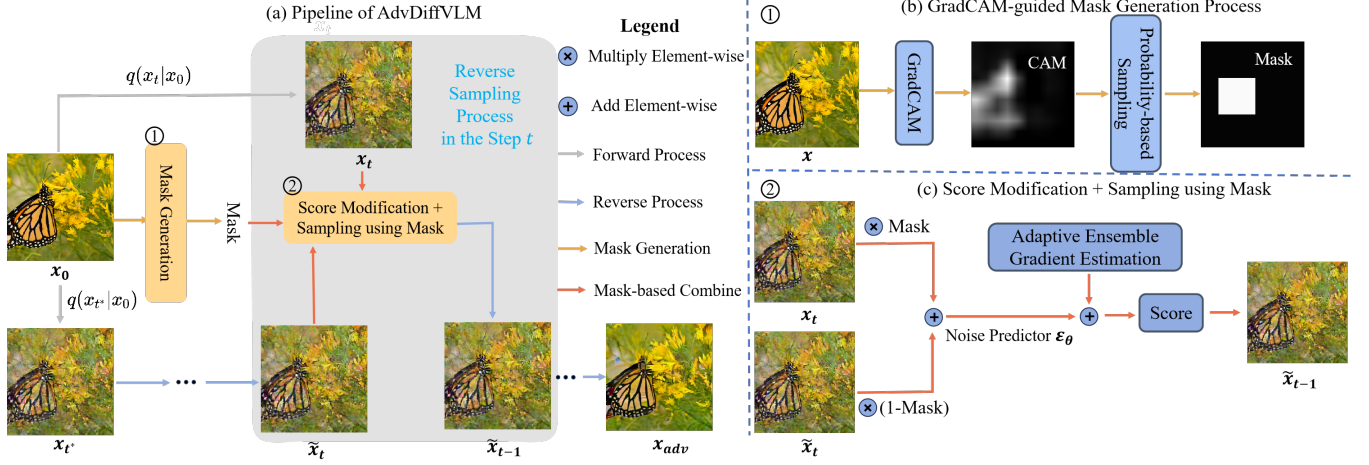 (a) Pipeline of AdvDiffVLM
x_t
q(x_t|x_0)
Reverse
Sampling
Process
in the Step t
x_t
①
Mask Generation
Mask
②
Score Modification +
Sampling using Mask
x_0
q(x_{t*}|x_0)
x_{t*}
...
x̃_t
x̃_{t−1}
...
x_{adv}
Legend
Multiply Element-wise
Add Element-wise
Forward Process
Reverse Process
Mask Generation
Mask-based Combine
①
(b) GradCAM-guided Mask Generation Process
x
GradCAM
CAM
Probability-based
Sampling
Mask
②
(c) Score Modification + Sampling using Mask
Mask
x_t
Adaptive Ensemble
Gradient Estimation
Noise Predictor ε_θ
Score
x̃_{t−1}
(1-Mask)
x̃_t